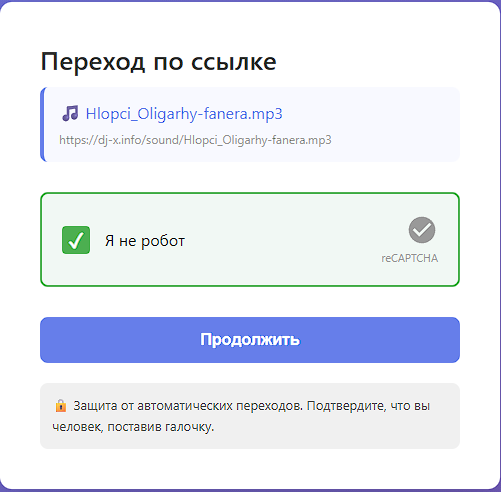 Переход по ссылке
Hlopci_Oligarhy-fanera.mp3
https://dj-x.info/sound/Hlopci_Oligarhy-fanera.mp3
Я не робот
reCAPTCHA
Продолжить
Защита от автоматических переходов. Подтвердите, что вы
человек, поставив галочку.